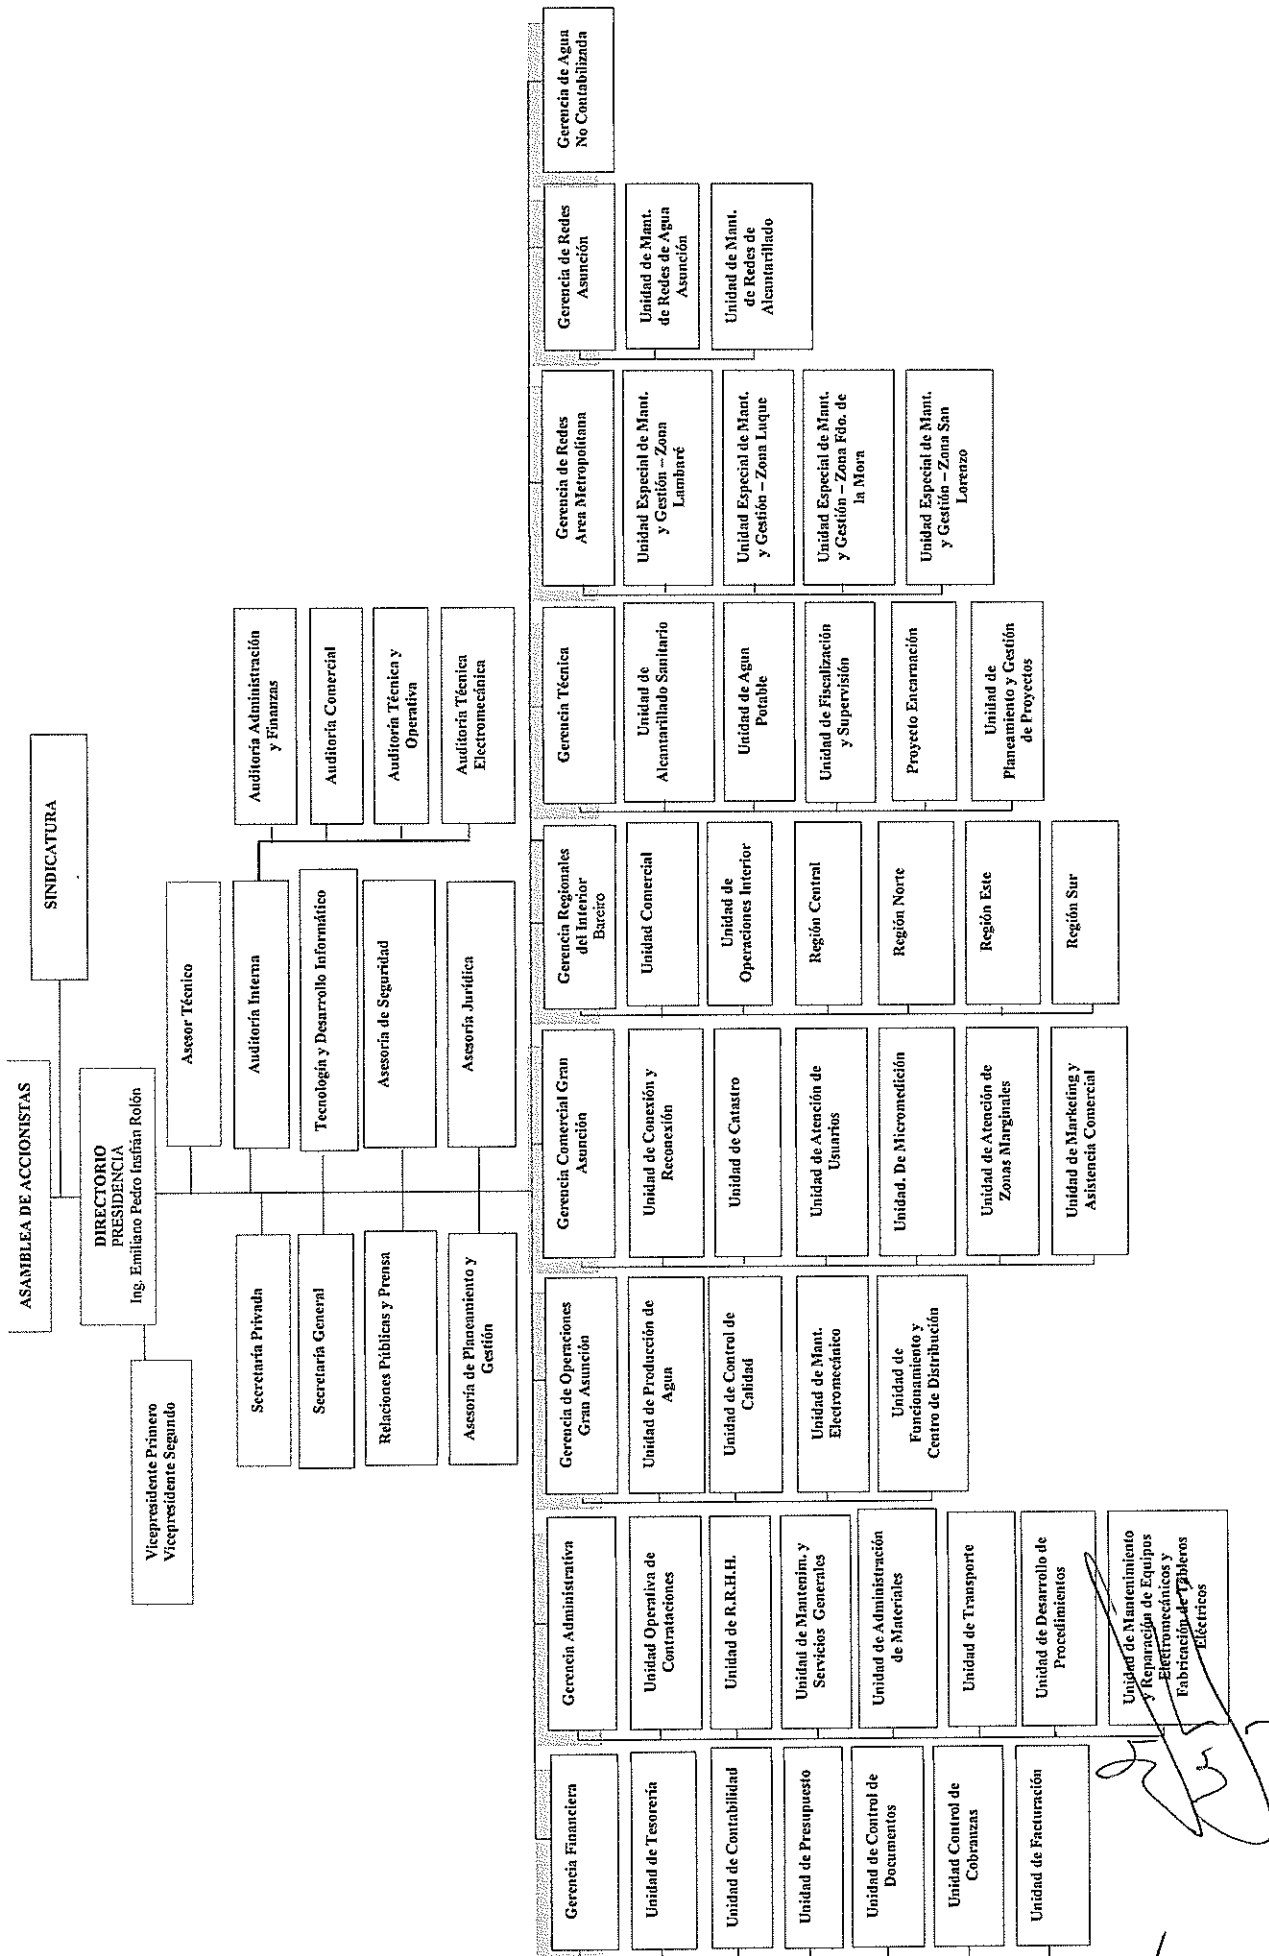 ASAMBLEA DE ACCIONISTAS
SINDICATURA
DIRECTORIO
PRESIDENCIA
Ing. Emiliano Pedro Insfrán Rolón
Vicepresidente Primero
Vicepresidente Segundo
Asesor Técnico
Secretaría Privada
Auditoría Interna
Auditoría Administración
y Finanzas
Secretaría General
Tecnología y Desarrollo Informático
Auditoría Comercial
Relaciones Públicas y Prensa
Asesoría de Seguridad
Auditoría Técnica y
Operativa
Asesoría de Planeamiento y
Gestión
Asesoría Jurídica
Auditoría Técnica
Electromecánica
Gerencia Financiera
Unidad de Tesorería
Unidad de Contabilidad
Unidad de Presupuesto
Unidad de Control de
Documentos
Unidad Control de
Cobranzas
Unidad de Facturación
Gerencia Administrativa
Unidad Operativa de
Contrataciones
Unidad de R.R.H.H.
Unidad de Mantenim. y
Servicios Generales
Unidad de Administración
de Materiales
Unidad de Transporte
Unidad de Desarrollo de
Procedimientos
Unidad de Mantenimiento
y Reparación de Equipos
Electromecánicos y
Fabricación de Tableros
Eléctricos
Gerencia de Operaciones
Gran Asunción
Unidad de Producción de
Agua
Unidad de Control de
Calidad
Unidad de Mant.
Electromecánico
Unidad de
Funcionamiento y
Centro de Distribución
Gerencia Comercial Gran
Asunción
Unidad de Conexión y
Reconexión
Unidad de Catastro
Unidad de Atención de
Usuarios
Unidad. De Micromedición
Unidad de Atención de
Zonas Marginales
Unidad de Marketing y
Asistencia Comercial
Gerencia Regionales
del Interior
Bareiro
Unidad Comercial
Unidad de
Operaciones Interior
Región Central
Región Norte
Región Este
Región Sur
Gerencia Técnica
Unidad de
Alcantarillado Sanitario
Unidad de Agua
Potable
Unidad de Fiscalización
y Supervisión
Proyecto Encarnación
Unidad de
Planeamiento y Gestión
de Proyectos
Gerencia de Redes
Area Metropolitana
Unidad Especial de Mant.
y Gestión – Zona
Lambaré
Unidad Especial de Mant.
y Gestión – Zona Luque
Unidad Especial de Mant.
y Gestión – Zona Fdo. de
la Mora
Unidad Especial de Mant.
y Gestión – Zona San
Lorenzo
Gerencia de Redes
Asunción
Unidad de Mant.
de Redes de Agua
Asunción
Unidad de Mant.
de Redes de
Alcantarillado
Gerencia de Agua
No Contabilizada